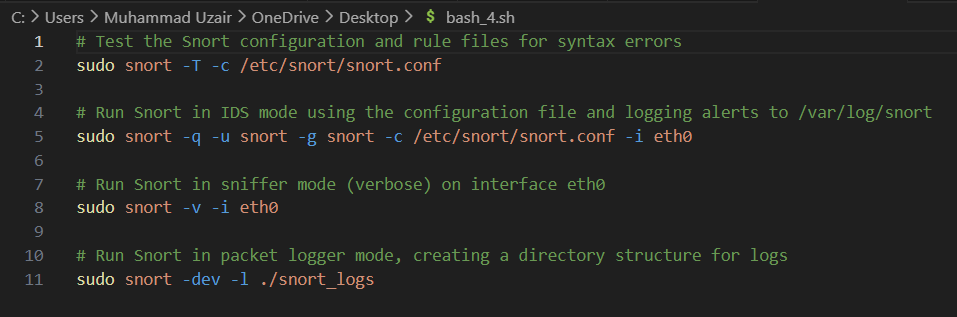 C: > Users > Muhammad Uzair > OneDrive > Desktop > $ bash_4.sh
1 # Test the Snort configuration and rule files for syntax errors
2 sudo snort -T -c /etc/snort/snort.conf
3
4 # Run Snort in IDS mode using the configuration file and logging alerts to /var/log/snort
5 sudo snort -q -u snort -g snort -c /etc/snort/snort.conf -i eth0
6
7 # Run Snort in sniffer mode (verbose) on interface eth0
8 sudo snort -v -i eth0
9
10 # Run Snort in packet logger mode, creating a directory structure for logs
11 sudo snort -dev -l ./snort_logs